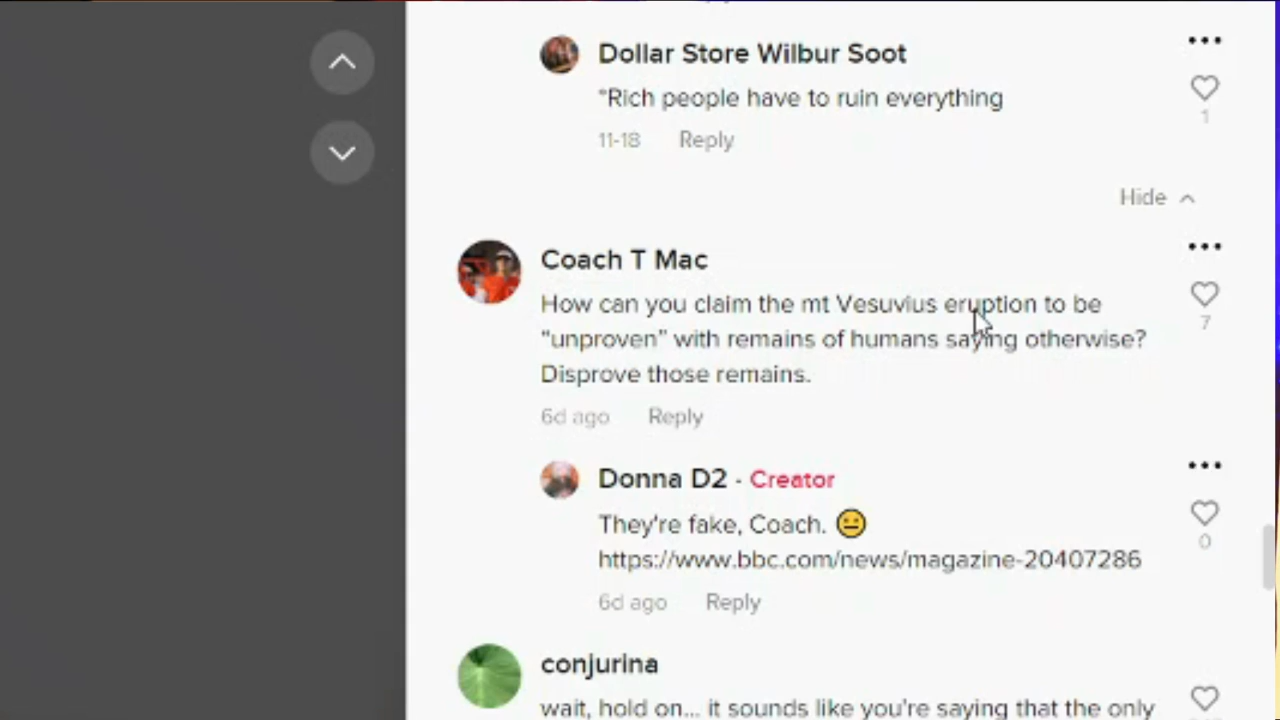 Dollar Store Wilbur Soot
"Rich people have to ruin everything
1
11-18 Reply
Hide
Coach T Mac
How can you claim the mt Vesuvius eruption to be
"unproven" with remains of humans saying otherwise?
Disprove those remains.
7
6d ago Reply
Donna D2 - Creator
They're fake, Coach. 😐
https://www.bbc.com/news/magazine-20407286
0
6d ago Reply
conjurina
wait, hold on... it sounds like you're saying that the only